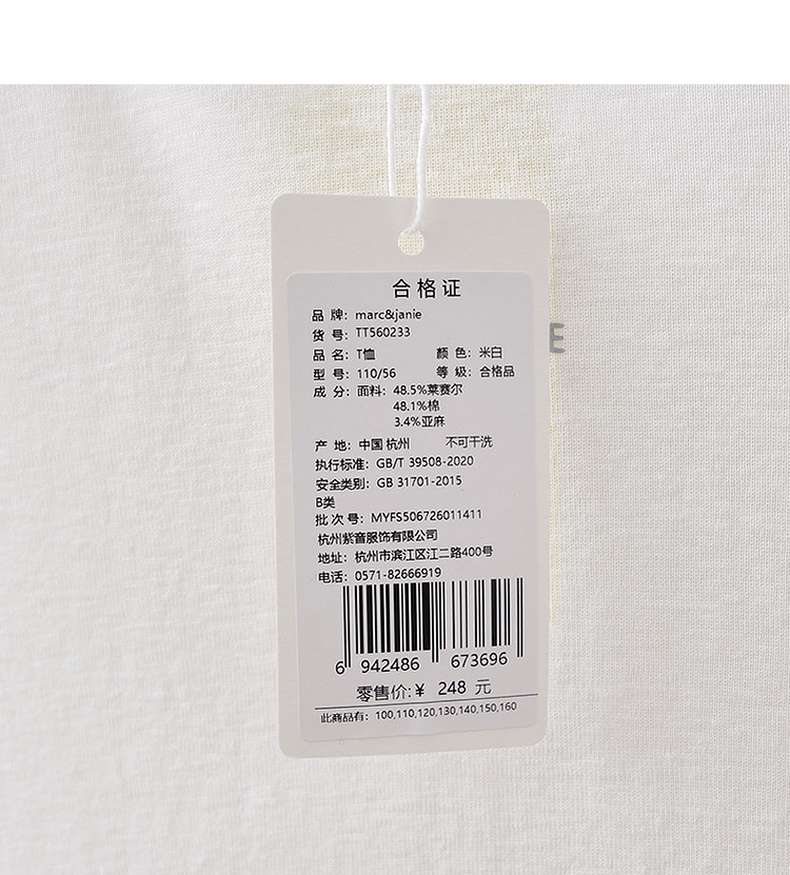 合格证
品 牌: marc&janie
货 号: TT560233
品 名: T恤 颜 色: 米白
型 号: 110/56 等 级: 合格品
成 分: 面料: 48.5%莱赛尔
48.1%棉
3.4%亚麻
产 地: 中国 杭州 不可干洗
执行标准: GB/T 39508-2020
安全类别: GB 31701-2015
B类
批 次 号: MYFS506726011411
杭州紫音服饰有限公司
地址: 杭州市滨江区江二路400号
电话: 0571-82666919
6 942486 673696
零售价:¥ 248 元
此商品有: 100,110,120,130,140,150,160
E